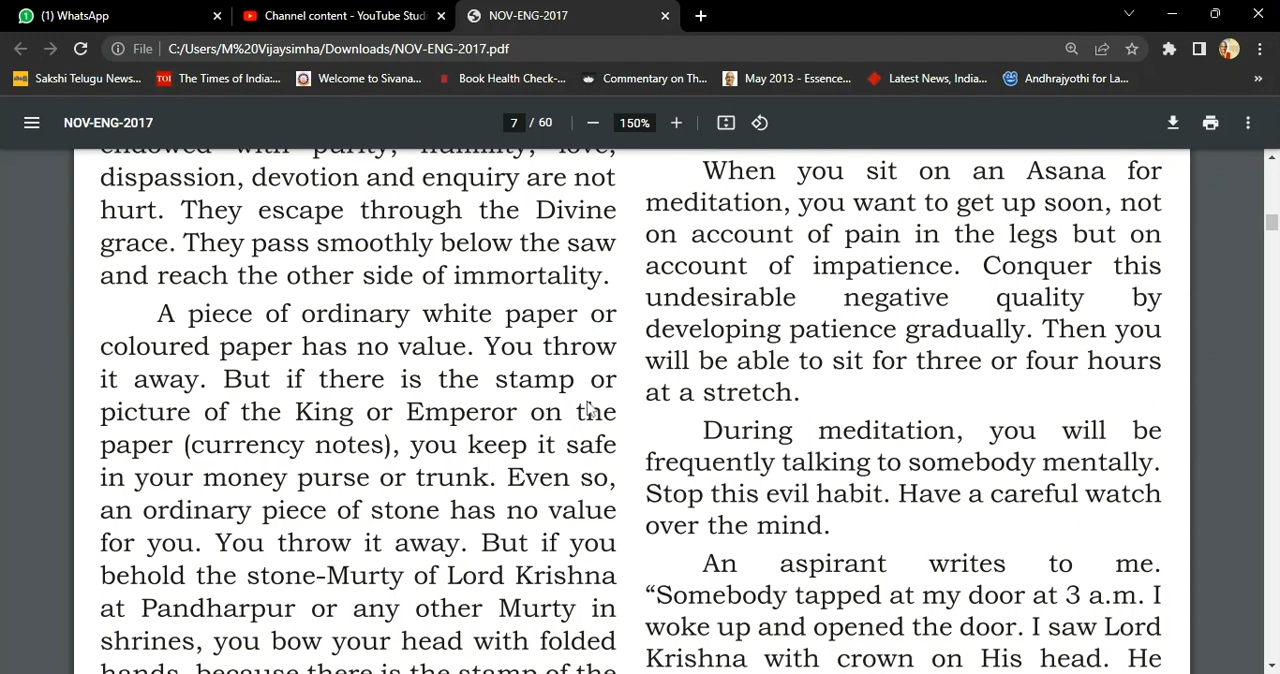 (1) WhatsApp
Channel content - YouTube Stud
NOV-ENG-2017
File
C:/Users/M%20Vijaysimha/Downloads/NOV-ENG-2017.pdf
Sakshi Telugu News...
TOI
The Times of India:...
Welcome to Sivana...
Book Health Check-...
Commentary on Th...
May 2013 - Essence...
Latest News, India...
Andhrajyothi for La...
»
NOV-ENG-2017
7 / 60
150%
endowed with purity, humility, love,
dispassion, devotion and enquiry are not
hurt. They escape through the Divine
grace. They pass smoothly below the saw
and reach the other side of immortality.
A piece of ordinary white paper or
coloured paper has no value. You throw
it away. But if there is the stamp or
picture of the King or Emperor on the
paper (currency notes), you keep it safe
in your money purse or trunk. Even so,
an ordinary piece of stone has no value
for you. You throw it away. But if you
behold the stone-Murty of Lord Krishna
at Pandharpur or any other Murty in
shrines, you bow your head with folded
hands, because there is the stamp of the
When you sit on an Asana for
meditation, you want to get up soon, not
on account of pain in the legs but on
account of impatience. Conquer this
undesirable negative quality by
developing patience gradually. Then you
will be able to sit for three or four hours
at a stretch.
During meditation, you will be
frequently talking to somebody mentally.
Stop this evil habit. Have a careful watch
over the mind.
An aspirant writes to me.
“Somebody tapped at my door at 3 a.m. I
woke up and opened the door. I saw Lord
Krishna with crown on His head. He